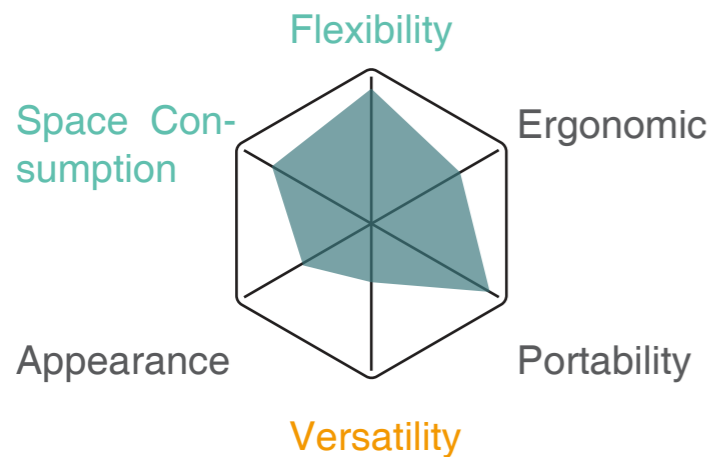 Flexibility
Space Con-
sumption
Ergonomic
Appearance
Portability
Versatility